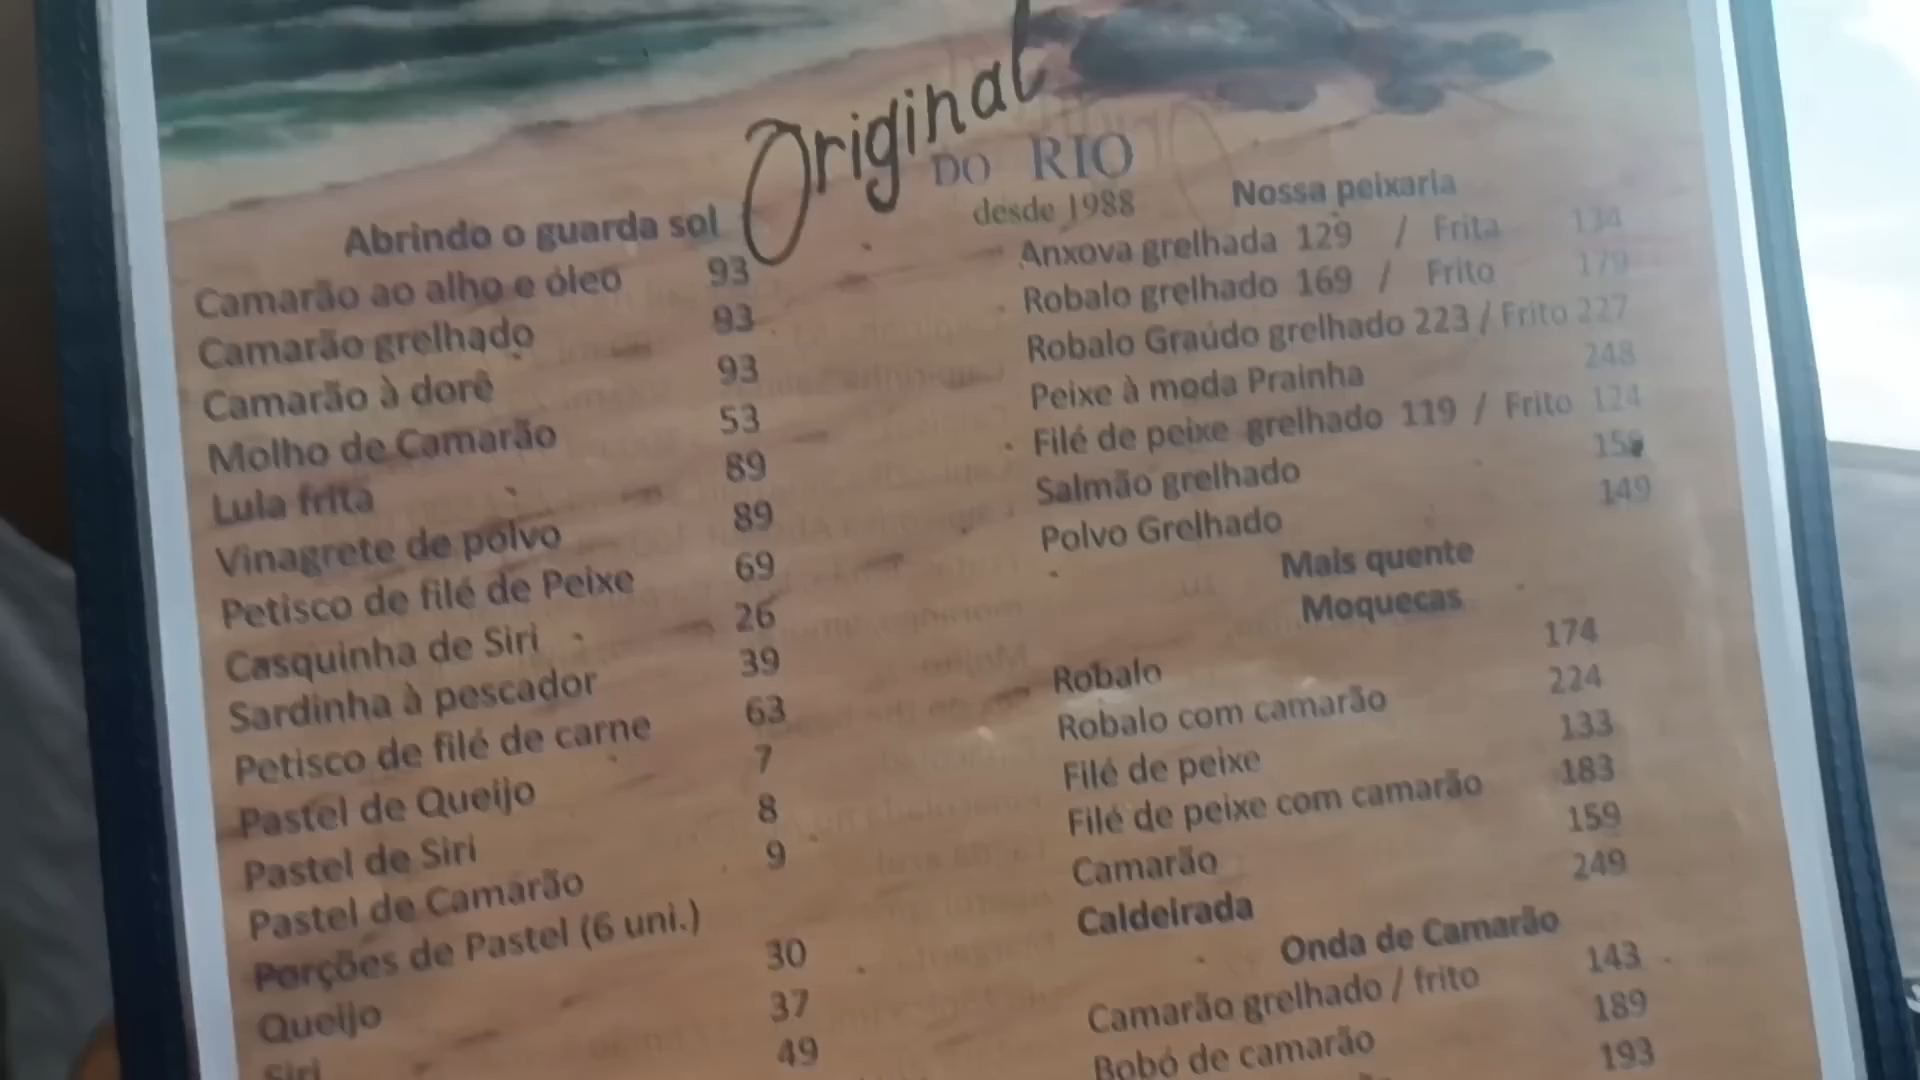 Original
DO RIO
desde 1988
Abrindo o guarda sol
Camarão ao alho e óleo 93
Camarão grelhado 93
Camarão à dorê 93
Molho de Camarão 53
Lula frita 89
Vinagrete de polvo 89
Petisco de filé de Peixe 69
Casquinha de Siri 26
Sardinha à pescador 39
Petisco de filé de carne 63
Pastel de Queijo 7
Pastel de Siri 8
Pastel de Camarão 9
Porções de Pastel (6 uni.)
Queijo 30
Siri 37
49
Nossa peixaria
Anxova grelhada 129 / Frita 134
Robalo grelhado 169 / Frito 179
Robalo Graúdo grelhado 223 / Frito 227
Peixe à moda Prainha 248
Filé de peixe grelhado 119 / Frito 124
Salmão grelhado
Polvo Grelhado 149
Mais quente
Moquecas
Robalo 174
Robalo com camarão 224
Filé de peixe 133
Filé de peixe com camarão 183
Camarão 159
Caldeirada 249
Onda de Camarão
Camarão grelhado / frito 143
Bobó de camarão 189
193